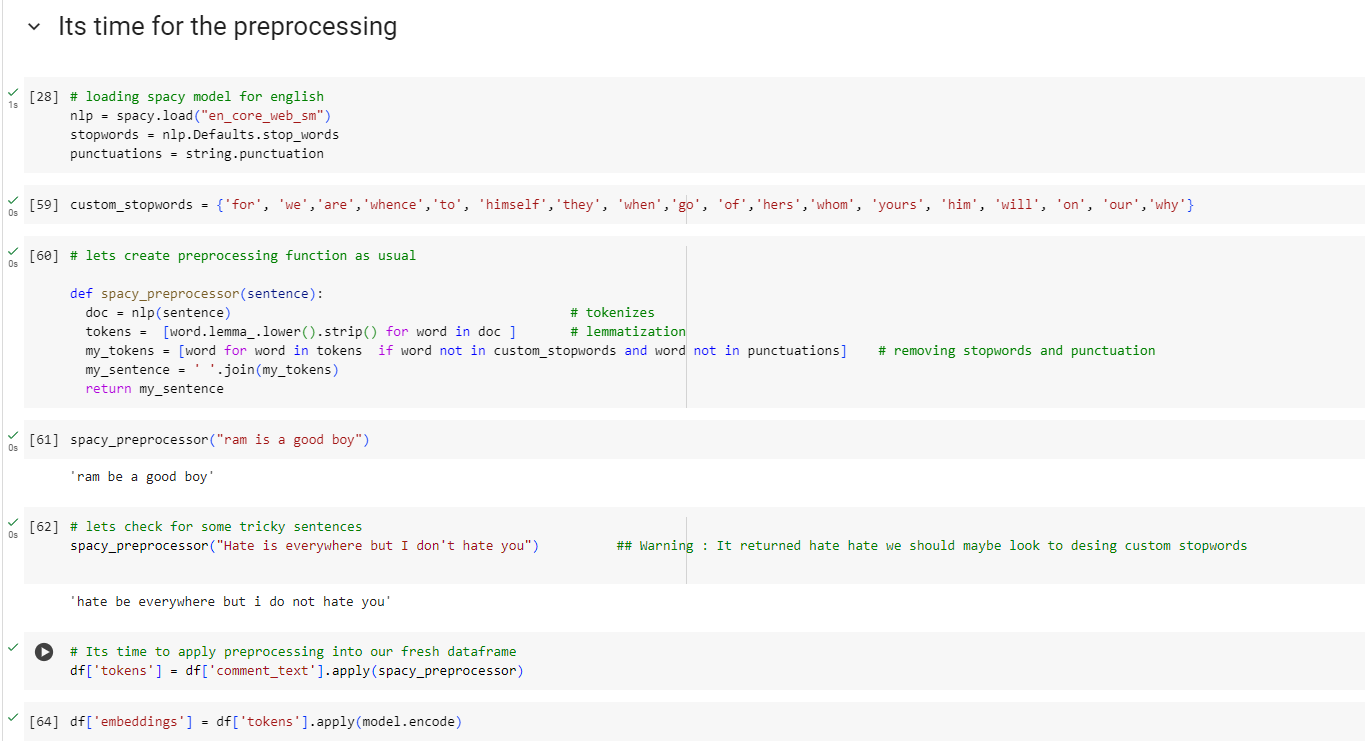 Its time for the preprocessing
1s
[28] # loading spacy model for english
nlp = spacy.load("en_core_web_sm")
stopwords = nlp.Defaults.stop_words
punctuations = string.punctuation
0s
[59] custom_stopwords = {'for', 'we','are','whence','to', 'himself','they', 'when','go', 'of','hers','whom', 'yours', 'him', 'will', 'on', 'our','why'}
0s
[60] # lets create preprocessing function as usual
def spacy_preprocessor(sentence):
  doc = nlp(sentence) # tokenizes
  tokens =  [word.lemma_.lower().strip() for word in doc ] # lemmatization
  my_tokens = [word for word in tokens  if word not in custom_stopwords and word not in punctuations] # removing stopwords and punctuation
  my_sentence = ' '.join(my_tokens)
  return my_sentence
0s
[61] spacy_preprocessor("ram is a good boy")
'ram be a good boy'
0s
[62] # lets check for some tricky sentences
spacy_preprocessor("Hate is everywhere but I don't hate you") ## Warning : It returned hate hate we should maybe look to desing custom stopwords
'hate be everywhere but i do not hate you'
# Its time to apply preprocessing into our fresh dataframe
df['tokens'] = df['comment_text'].apply(spacy_preprocessor)
[64] df['embeddings'] = df['tokens'].apply(model.encode)